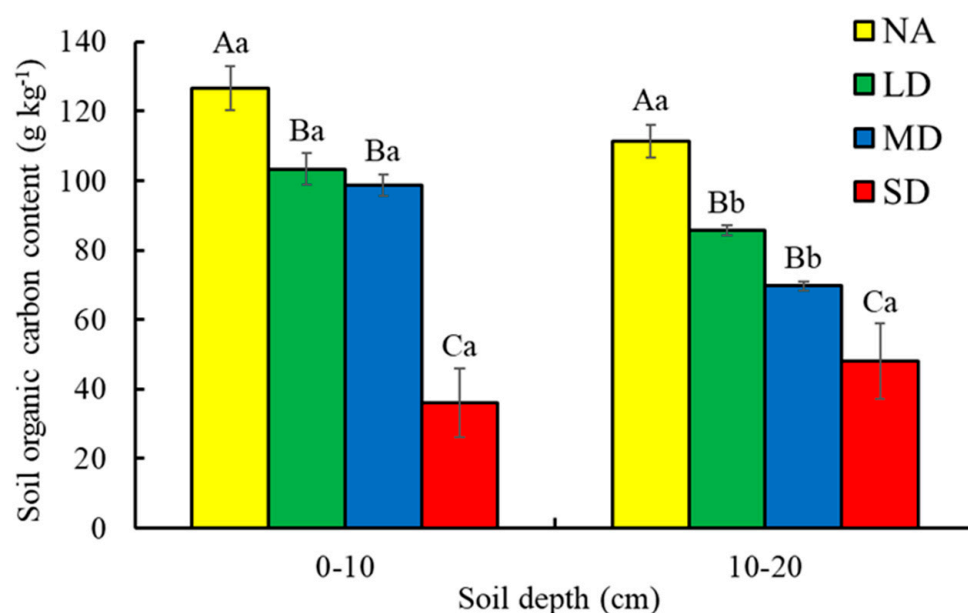 Soil organic carbon content (g kg⁻¹)
140
120
100
80
60
40
20
0
Aa
Ba
Ba
Ca
Aa
Bb
Bb
Ca
NA
LD
MD
SD
0-10
10-20
Soil depth (cm)